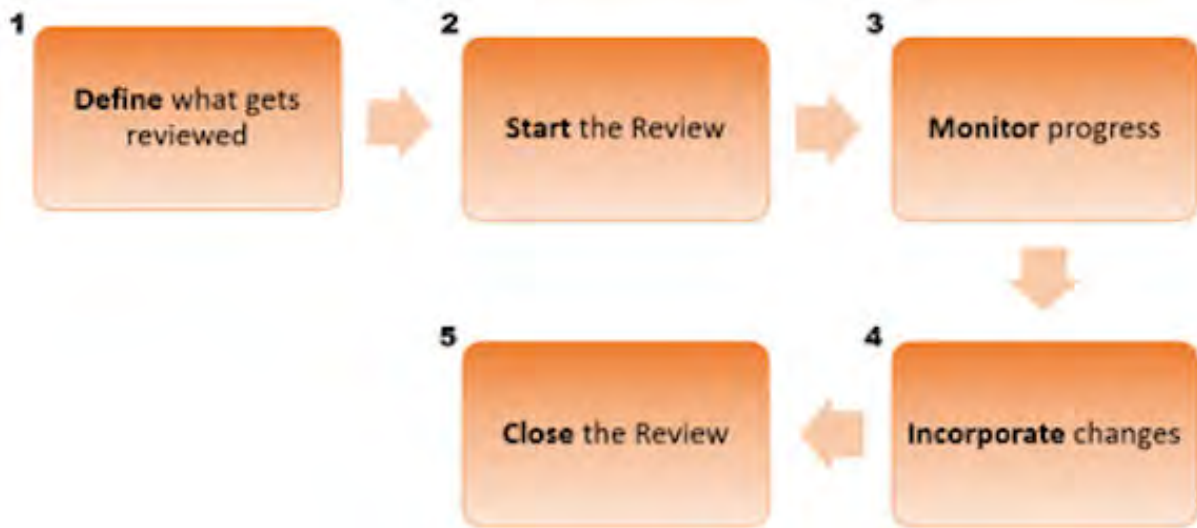 1
Define what gets
reviewed
2
Start the Review
3
Monitor progress
4
Incorporate changes
5
Close the Review